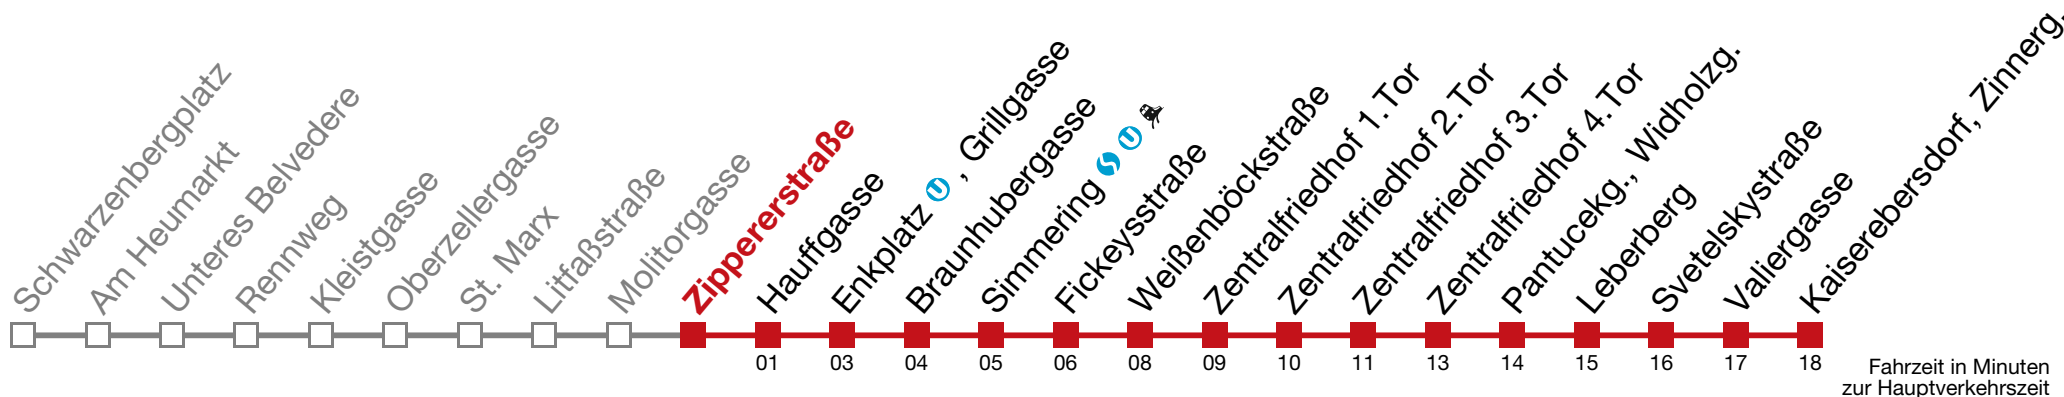 Schwarzenbergplatz
Am Heumarkt
Unteres Belvedere
Rennweg
Kleistgasse
Oberzellergasse
St. Marx
Litfaßstraße
Molitorgasse
Zippererstraße
Hauffgasse
Enkplatz U , Grillgasse
Braunhubergasse
Simmering S U
Fickeysstraße
Weißenböckstraße
Zentralfriedhof 1. Tor
Zentralfriedhof 2. Tor
Zentralfriedhof 3. Tor
Zentralfriedhof 4. Tor
Pantucekg., Widholzg.
Leberberg
Svetelskystraße
Valiergasse
Kaiserebersdorf, Zinnerg.
01 03 04 05 06 08 09 10 11 13 14 15 16 17 18
Fahrzeit in Minuten
zur Hauptverkehrszeit